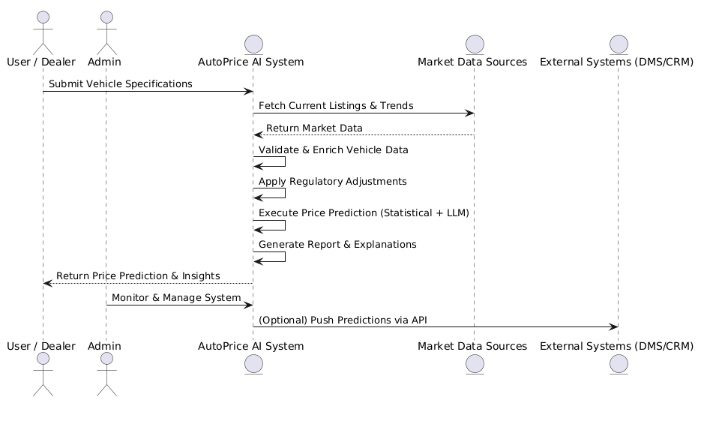 User / Dealer Admin AutoPrice AI System Market Data Sources External Systems (DMS/CRM)
Submit Vehicle Specifications
Fetch Current Listings & Trends
Return Market Data
Validate & Enrich Vehicle Data
Apply Regulatory Adjustments
Execute Price Prediction (Statistical + LLM)
Generate Report & Explanations
Return Price Prediction & Insights
Monitor & Manage System
(Optional) Push Predictions via API
User / Dealer Admin AutoPrice AI System Market Data Sources External Systems (DMS/CRM)